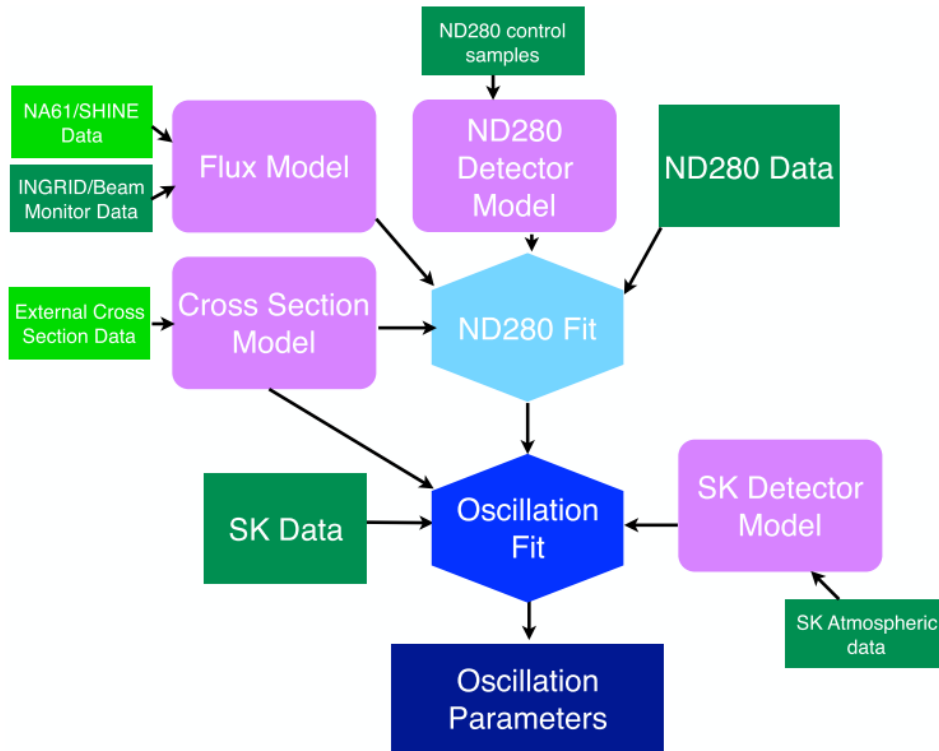 ND280 control
samples
NA61/SHINE
Data
INGRID/Beam
Monitor Data
Flux Model
ND280
Detector
Model
ND280 Data
External Cross
Section Data
Cross Section
Model
ND280 Fit
SK Data
Oscillation
Fit
SK Detector
Model
SK Atmospheric
data
Oscillation
Parameters